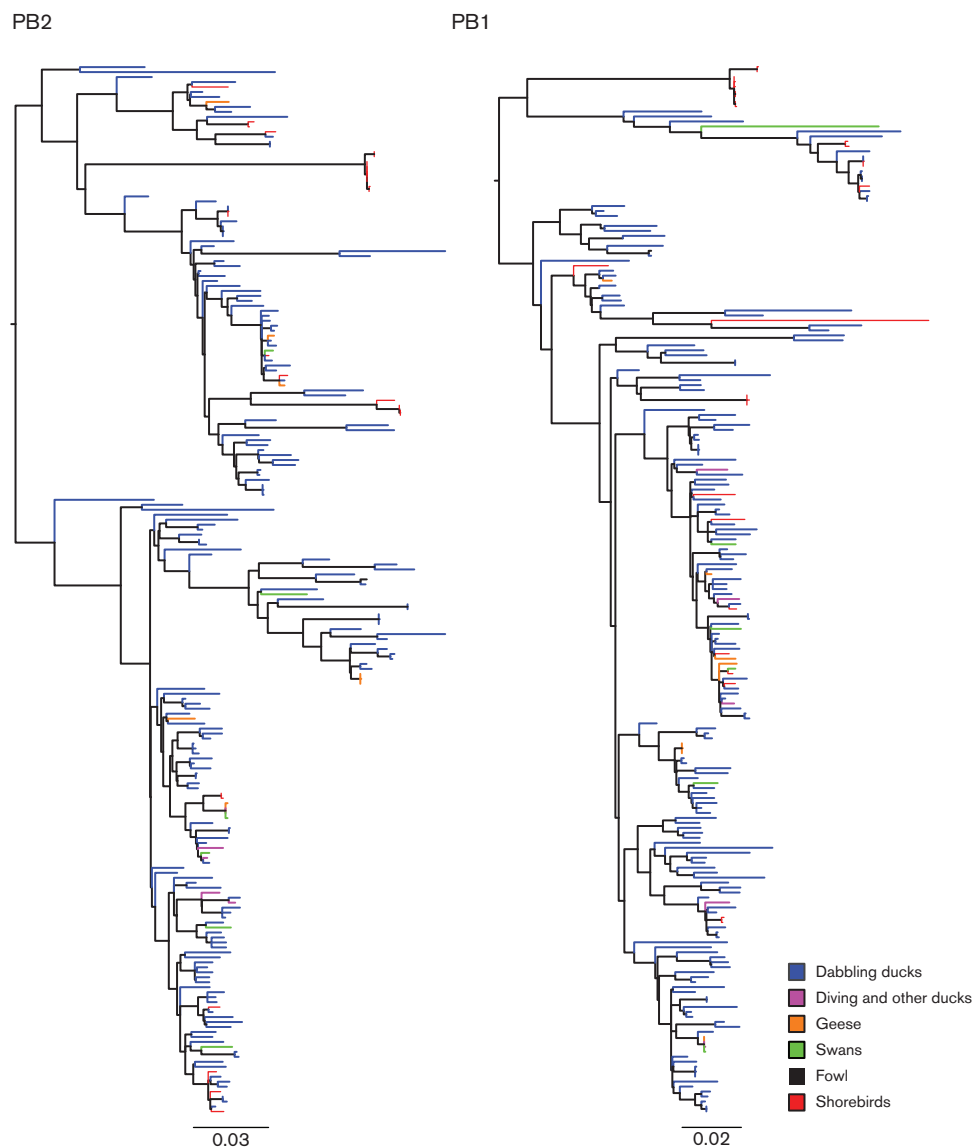 PB2
PB1
Dabbling ducks
Diving and other ducks
Geese
Swans
Fowl
Shorebirds
0.03
0.02